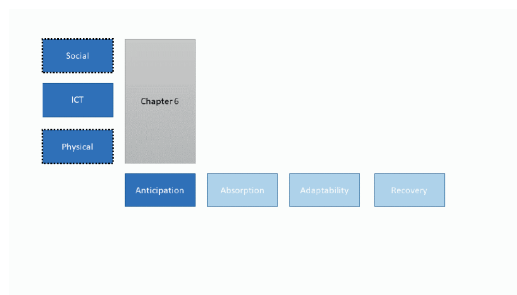 Social
ICT
Chapter 6
Physical
Anticipation
Absorption
Adaptability
Recovery